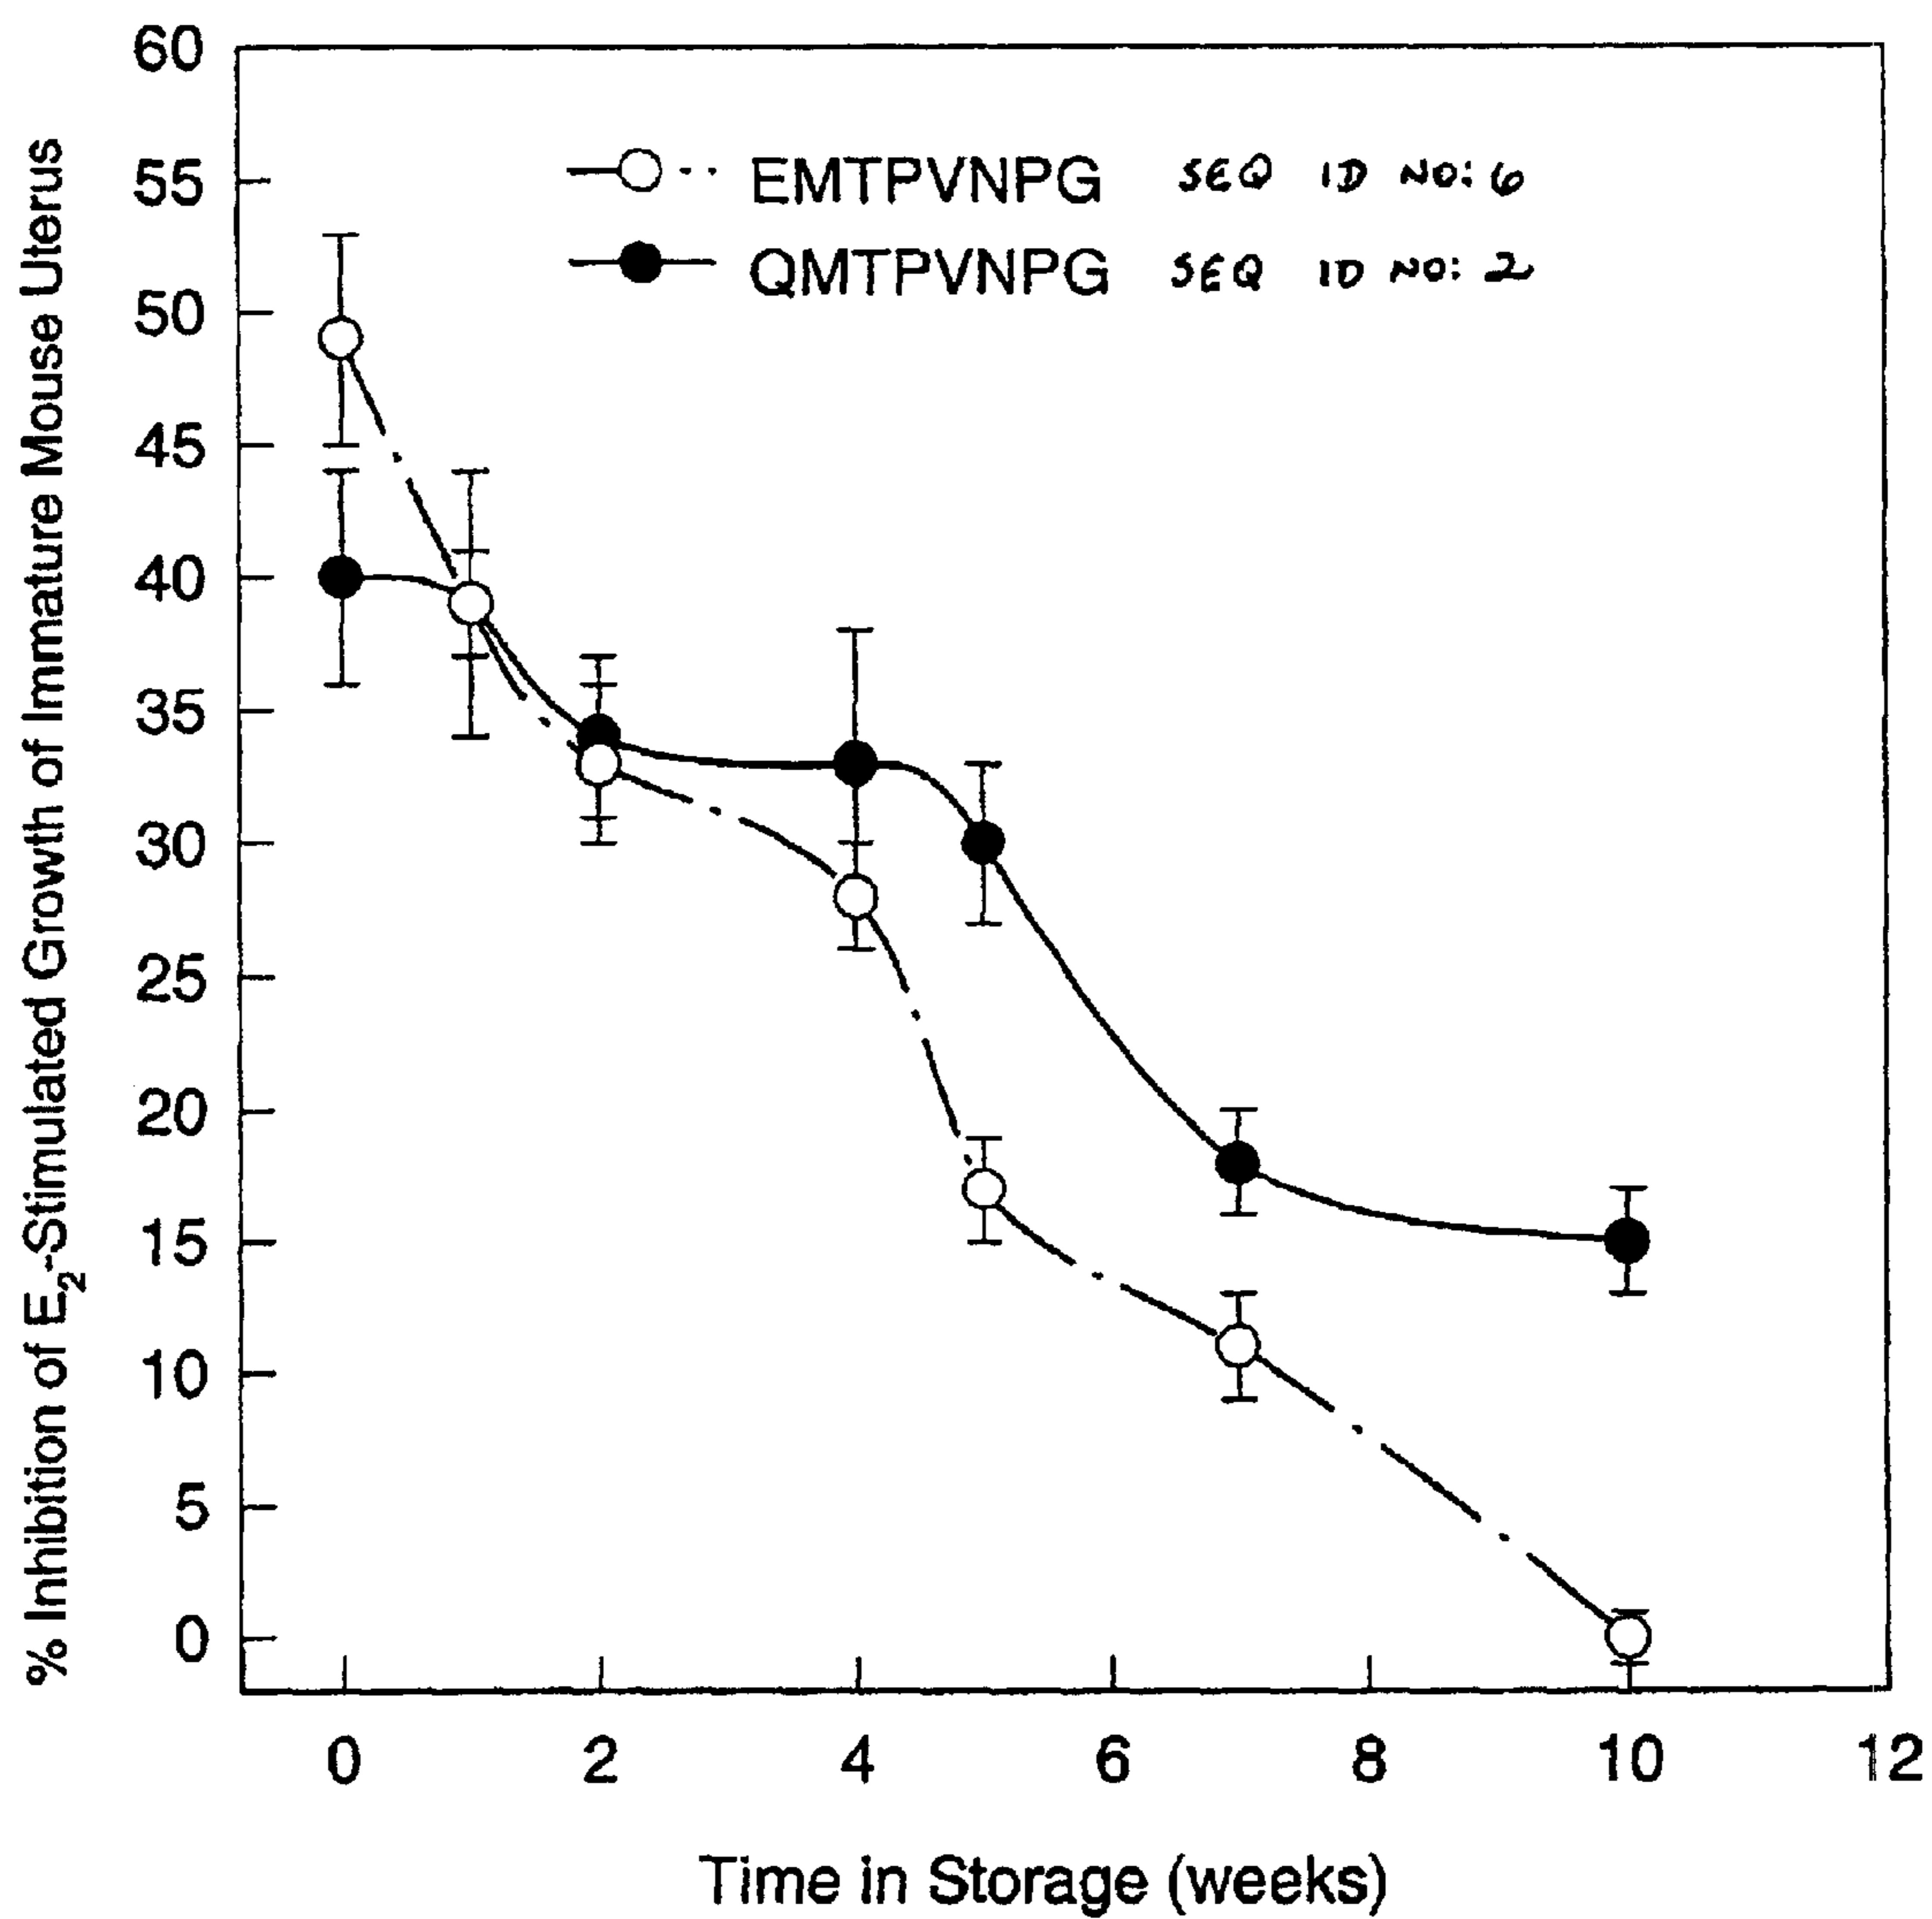 % Inhibition of E₂-Stimulated Growth of Immature Mouse Uterus
60
55
50
45
40
35
30
25
20
15
10
5
0
EMTPVNPG SEQ ID NO: 6
QMTPVNPG SEQ ID NO: 2
0 2 4 6 8 10 12
Time in Storage (weeks)